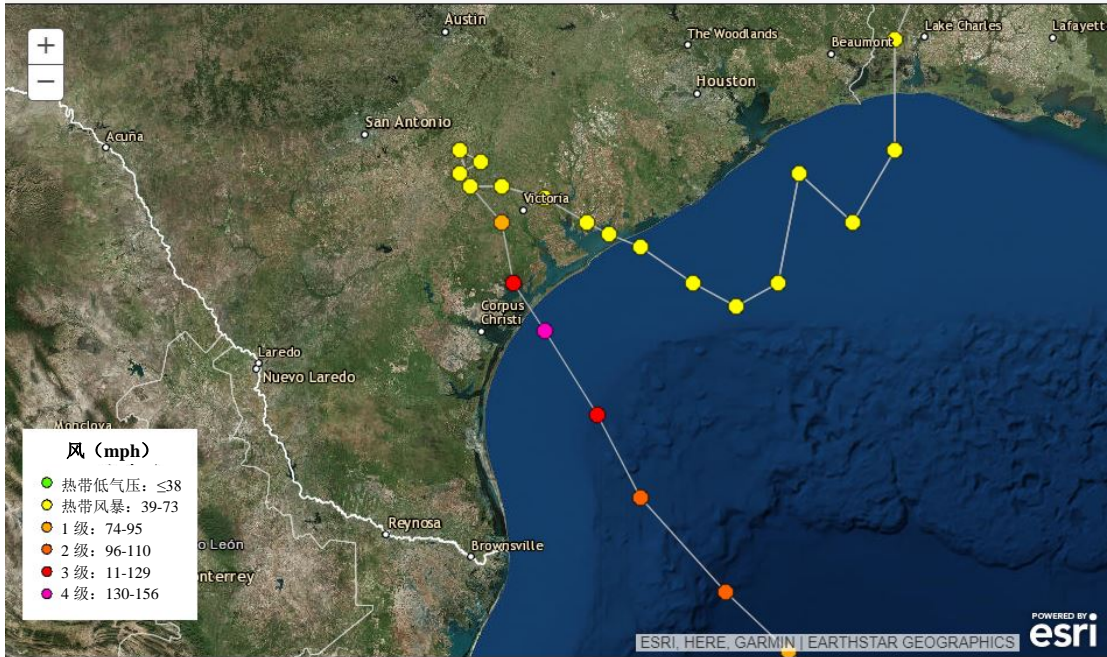 Austin
Lake Charles
Lafayett
The Woodlands
Beaumont
Houston
San Antonio
Acuña
Victoria
Corpus
Christi
Laredo
Nuevo Laredo
Monclova
风（mph）
热带低气压：≤38
热带风暴：39-73
1 级：74-95
2 级：96-110
3 级：11-129
4 级：130-156
Reynosa
Brownsville
o León
onterrey
ESRI, HERE, GARMIN | EARTHSTAR GEOGRAPHICS
POWERED BY
esri